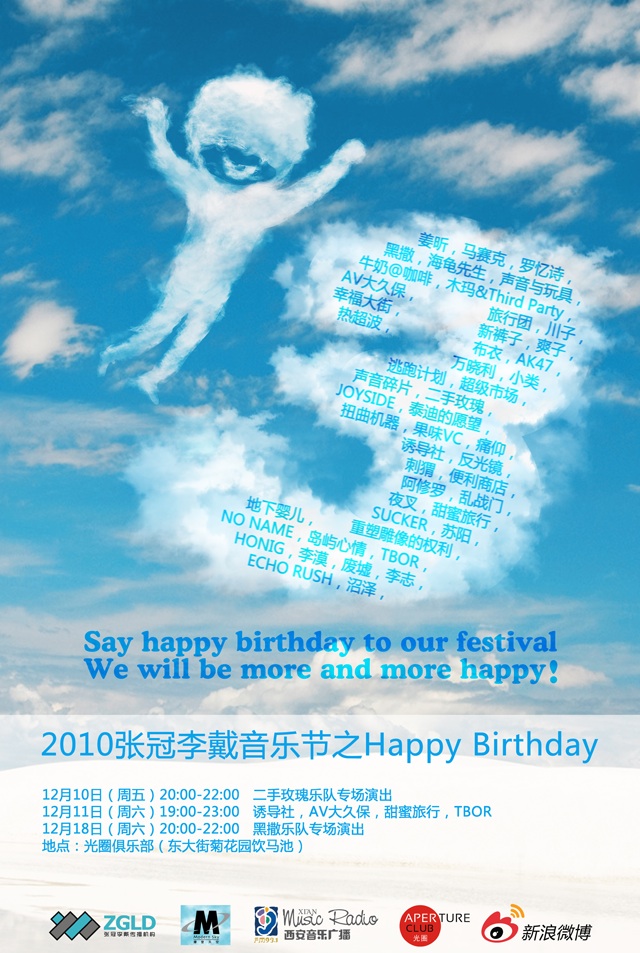 姜昕，马赛克，罗忆诗，
黑撒，海龟先生，声音与玩具，
牛奶@咖啡，木玛&Third Party，
AV大久保，旅行团，川子，
幸福大街，新裤子，爽子，
热超波，布衣，AK47
万晓利，小类，
逃跑计划，超级市场，
声音碎片，二手玫瑰，
JOYSIDE，泰迪的愿望，
扭曲机器，果味VC，痛仰，
诱导社，反光镜，
刺猬，便利商店，
阿修罗，乱战门，
夜叉，甜蜜旅行，
SUCKER，苏阳，
地下婴儿，重塑雕像的权利，
NO NAME，岛屿心情，TBOR，
HONIG，李漠，废墟，李志，
ECHO RUSH，沼泽，
Say happy birthday to our festival
We will be more and more happy!
2010张冠李戴音乐节之Happy Birthday
12月10日（周五）20:00-22:00 二手玫瑰乐队专场演出
12月11日（周六）19:00-23:00 诱导社，AV大久保，甜蜜旅行，TBOR
12月18日（周六）20:00-22:00 黑撒乐队专场演出
地点：光圈俱乐部（东大街菊花园饮马池）
ZGLD
张冠李戴传播机构
M
Modern Sky
XI'AN
Music Radio
西安音乐广播
FM93.1
APERTURE
CLUB
光圈
新浪微博